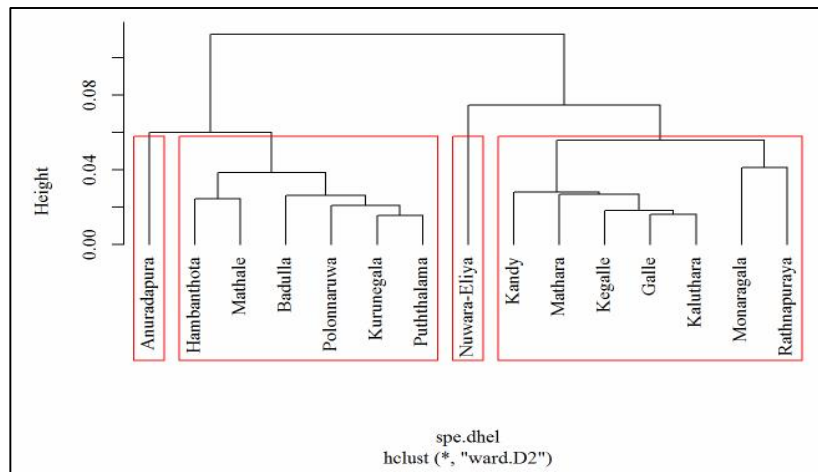 Height
0.00
0.04
0.08
Anuradapura
Hambanthota
Mathale
Badulla
Polonnaruwa
Kurunegala
Puththalama
Nuwara-Eliya
Kandy
Mathara
Kegalle
Galle
Kaluthara
Monaragala
Rathnapuraya
spe.dhel
hclust (*, "ward.D2")